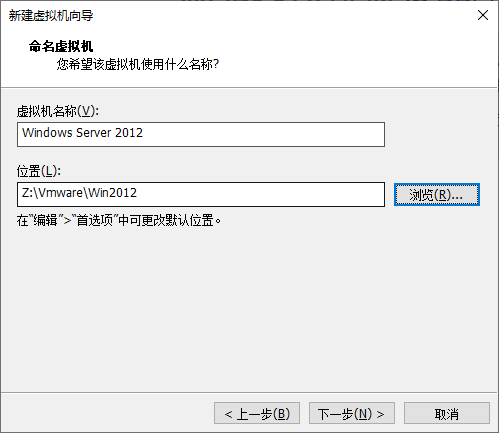 新建虚拟机向导
命名虚拟机
您希望该虚拟机使用什么名称?
虚拟机名称(V):
Windows Server 2012
位置(L):
Z:\Vmware\Win2012
浏览(R)...
在“编辑”>“首选项”中可更改默认位置。
< 上一步(B)
下一步(N) >
取消